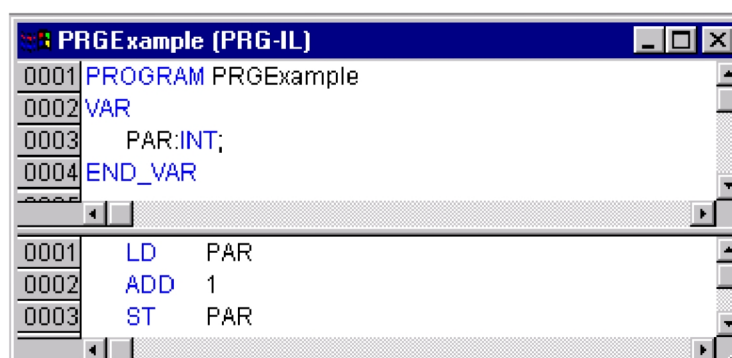 PRGExample (PRG-IL)
0001 PROGRAM PRGExample
0002 VAR
0003 PAR:INT;
0004 END_VAR
0001 LD PAR
0002 ADD 1
0003 ST PAR